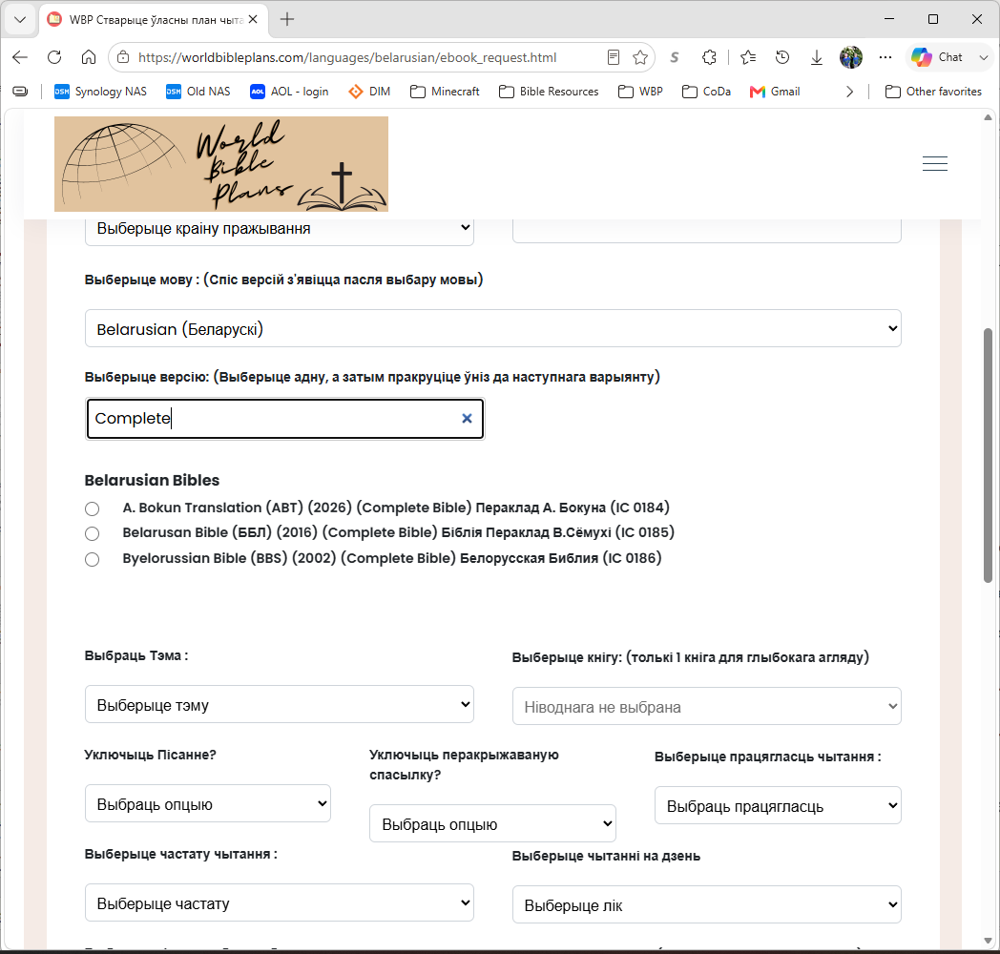 WBP Стварыце ўласны план чыта
https://worldbibleplans.com/languages/belarusian/ebook_request.html
Chat
DSM Synology NAS
DSM Old NAS
AOL AOL - login
DIM
Minecraft
Bible Resources
WBP
CoDa
Gmail
Other favorites
World
Bible
Plans
Выберыце краіну пражывання
Выберыце мову : (Спіс версій з'явіцца пасля выбару мовы)
Belarusian (Беларускі)
Выберыце версію: (Выберыце адну, а затым пракруціце ўніз да наступнага варыянту)
Complete
Belarusian Bibles
A. Bokun Translation (ABT) (2026) (Complete Bible) Пераклад А. Бокуна (IC 0184)
Belarusan Bible (ББЛ) (2016) (Complete Bible) Біблія Пераклад В.Сёмухі (IC 0185)
Byelorussian Bible (BBS) (2002) (Complete Bible) Белорусская Библия (IC 0186)
Выбраць Тэма :
Выберыце кнігу: (толькі 1 кніга для глыбокага агляду)
Выберыце тэму
Ніводнага не выбрана
Уключыць Пісанне?
Уключыць перакрыжаваную
спасылку?
Выберыце працягласць чытання :
Выбраць опцыю
Выбраць опцыю
Выбраць працягласць
Выберыце частату чытання :
Выберыце чытанні на дзень
Выберыце частату
Выберыце лік